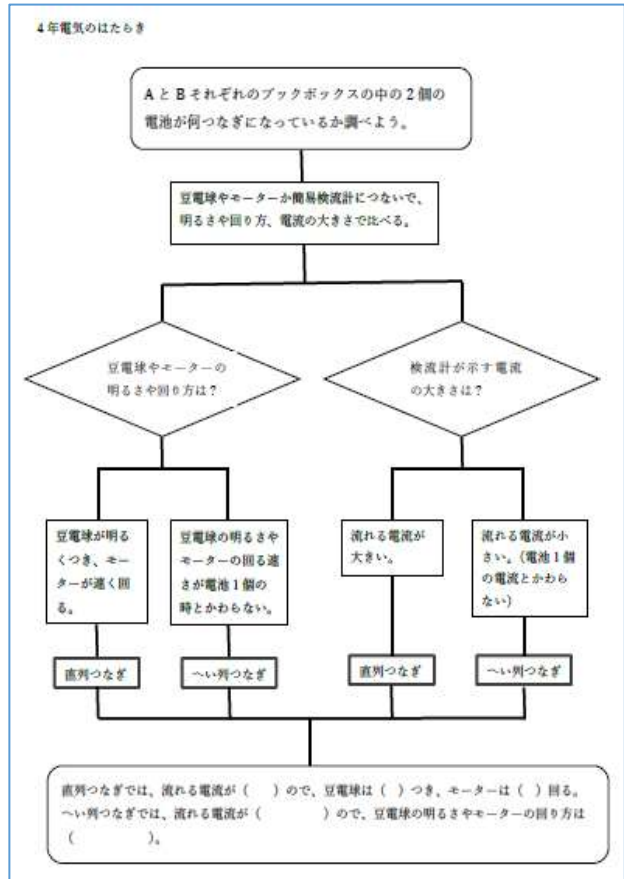 4年電気のはたらき
AとBそれぞれのブックボックスの中の2個の
電池が何つなぎになっているか調べよう。
豆電球やモーターか簡易検流計につないで、
明るさや回り方、電流の大きさで比べる。
豆電球やモーターの
明るさや回り方は？
検流計が示す電流
の大きさは？
豆電球が明る
くつき、モー
ターが速く回
る。
豆電球の明るさや
モーターの回る速
さが電池1個の
時とかわらない。
流れる電流が
大きい。
流れる電流が小
さい。（電池1個
の電流とかわら
ない）
直列つなぎ
へい列つなぎ
直列つなぎ
へい列つなぎ
直列つなぎでは、流れる電流が（　　）ので、豆電球は（　）つき、モーターは（　）回る。
へい列つなぎでは、流れる電流が（　　　　　）ので、豆電球の明るさやモーターの回り方は
（　　　　　）。